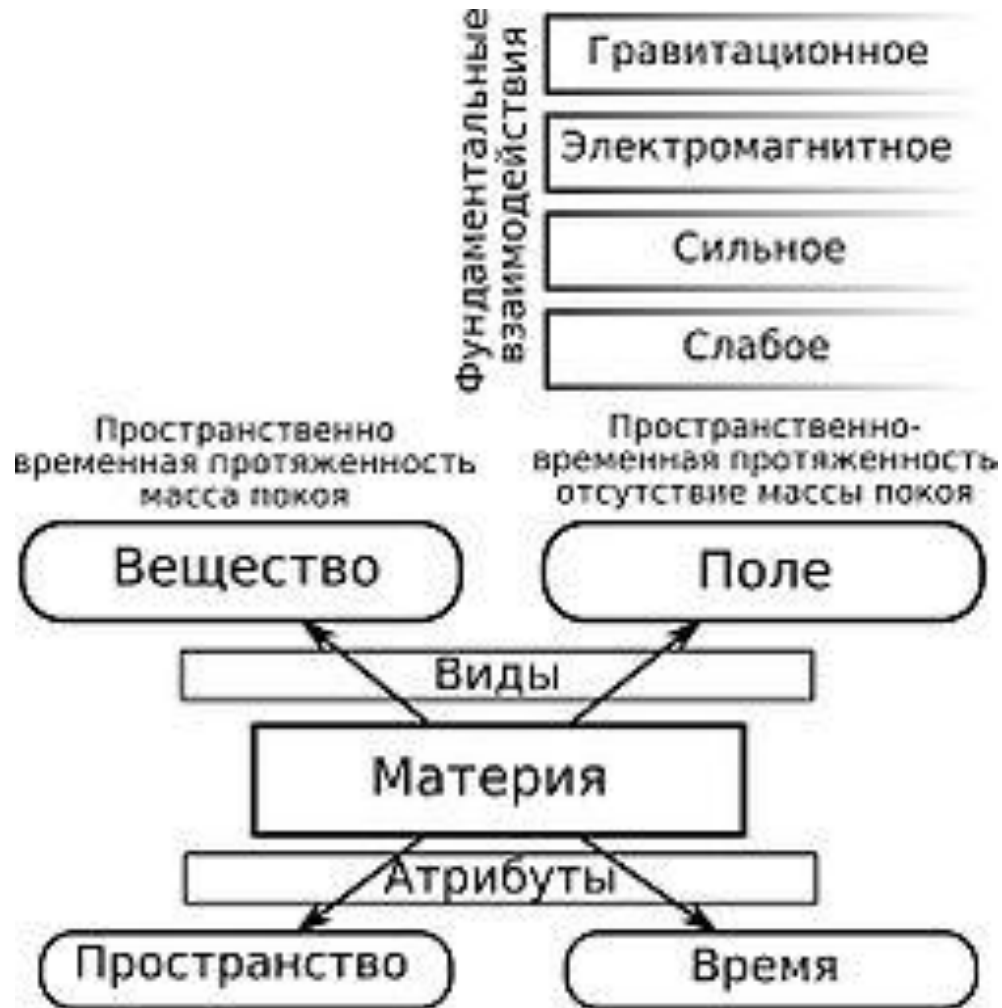 Фундаментальные
взаимодействия
Гравитационное
Электромагнитное
Сильное
Слабое
Пространственно
временная протяженность
масса покоя
Пространственно-
временная протяженность
отсутствие массы покоя
Вещество
Поле
Виды
Материя
Атрибуты
Пространство
Время